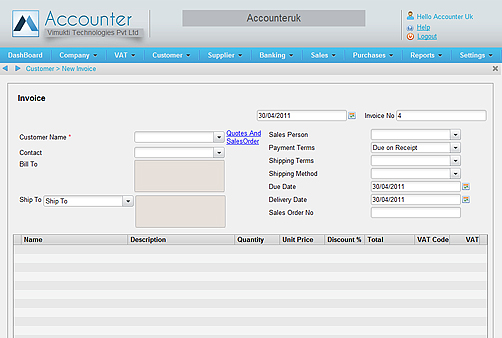 Accounter
Vimukti Technologies Pvt Ltd
Accounteruk
Hello Accounter Uk
Help
Logout
DashBoard Company VAT Customer Supplier Banking Sales Purchases Reports Settings
Customer > New Invoice
Invoice
30/04/2011 Invoice No 4
Customer Name * Quotes And SalesOrder
Contact
Bill To
Ship To Ship To
Sales Person
Payment Terms Due on Receipt
Shipping Terms
Shipping Method
Due Date 30/04/2011
Delivery Date 30/04/2011
Sales Order No
Name Description Quantity Unit Price Discount % Total VAT Code VAT